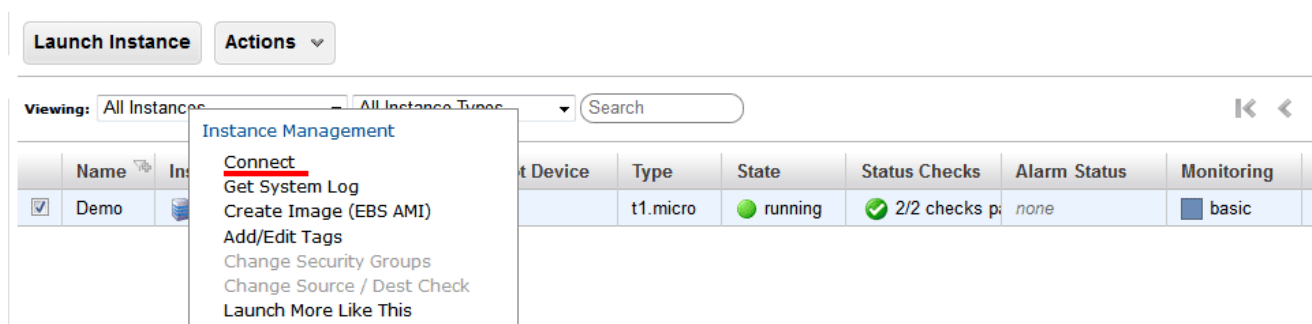 Launch Instance Actions
Viewing: All Instances All Instance Types Search
Instance Management
Connect
Get System Log
Create Image (EBS AMI)
Add/Edit Tags
Change Security Groups
Change Source / Dest Check
Launch More Like This
Name Ins t Device Type State Status Checks Alarm Status Monitoring
Demo t1.micro running 2/2 checks pa none basic